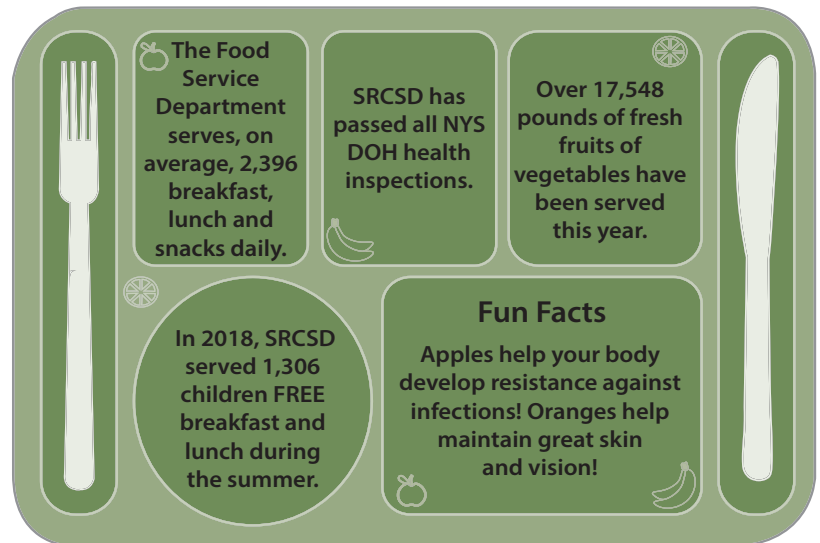 The Food
Service
Department
serves, on
average, 2,396
breakfast,
lunch and
snacks daily.
SRCSD has
passed all NYS
DOH health
inspections.
Over 17,548
pounds of fresh
fruits of
vegetables have
been served
this year.
In 2018, SRCSD
served 1,306
children FREE
breakfast and
lunch during
the summer.
Fun Facts
Apples help your body
develop resistance against
infections! Oranges help
maintain great skin
and vision!